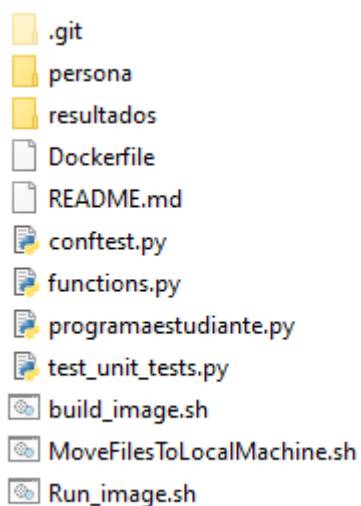 .git
persona
resultados
Dockerfile
README.md
conftest.py
functions.py
programaestudiante.py
test_unit_tests.py
build_image.sh
MoveFilesToLocalMachine.sh
Run_image.sh